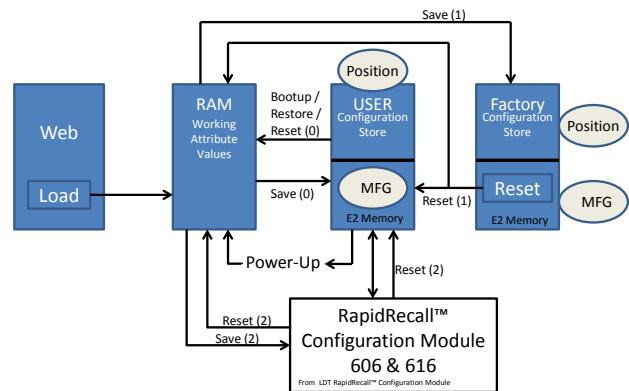 Save (1)
Web
Load
RAM
Working
Attribute
Values
Bootup /
Restore /
Reset (0)
Save (0)
Position
USER
Configuration
Store
MFG
E2 Memory
Factory
Configuration
Store
Position
Reset
Reset (1)
E2 Memory
MFG
Power-Up
Reset (2)
Reset (2)
Save (2)
RapidRecall™
Configuration Module
606 & 616
From LDT RapidRecall™ Configuration Module